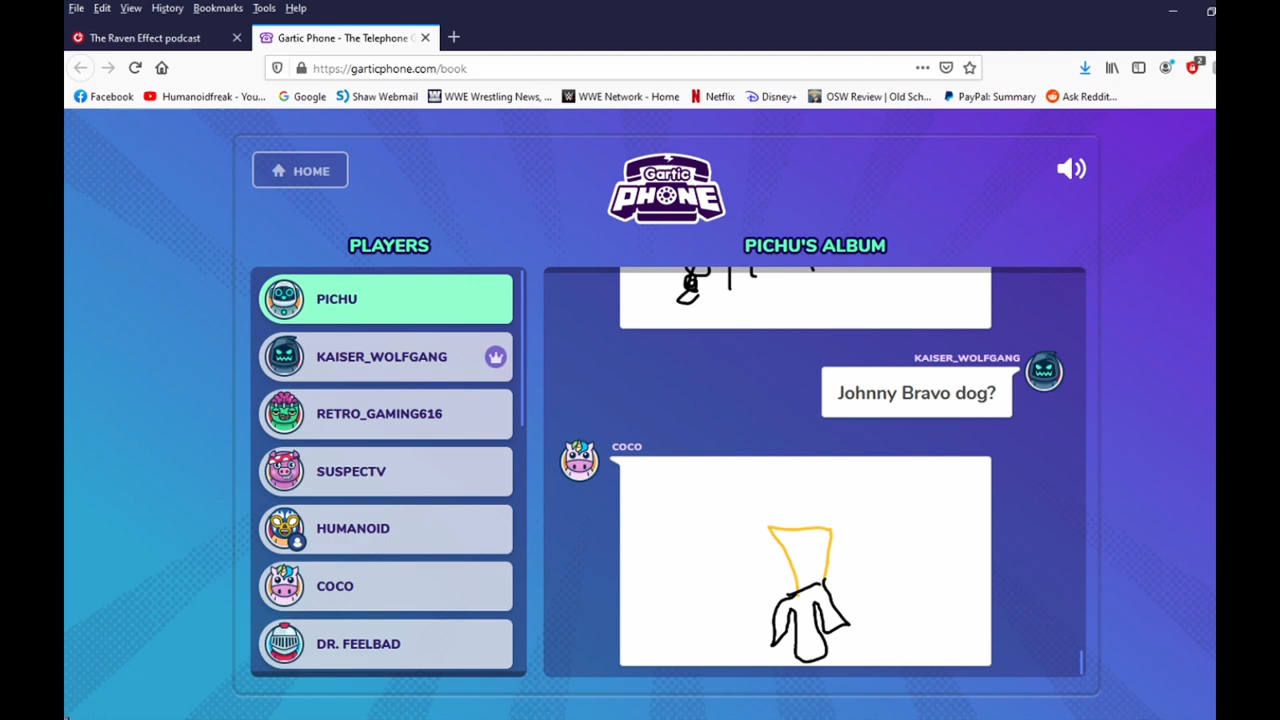 File Edit View History Bookmarks Tools Help
The Raven Effect podcast
Gartic Phone - The Telephone G
https://garticphone.com/book
Facebook
Humanoidfreak - You...
Google
Shaw Webmail
WWE Wrestling News, ...
WWE Network - Home
Netflix
Disney+
OSW Review | Old Sch...
PayPal: Summary
Ask Reddit...
2
HOME
Gartic
PHONE
PLAYERS
PICHU'S ALBUM
PICHU
KAISER_WOLFGANG
RETRO_GAMING616
SUSPECTV
HUMANOID
COCO
DR. FEELBAD
KAISER_WOLFGANG
Johnny Bravo dog?
COCO